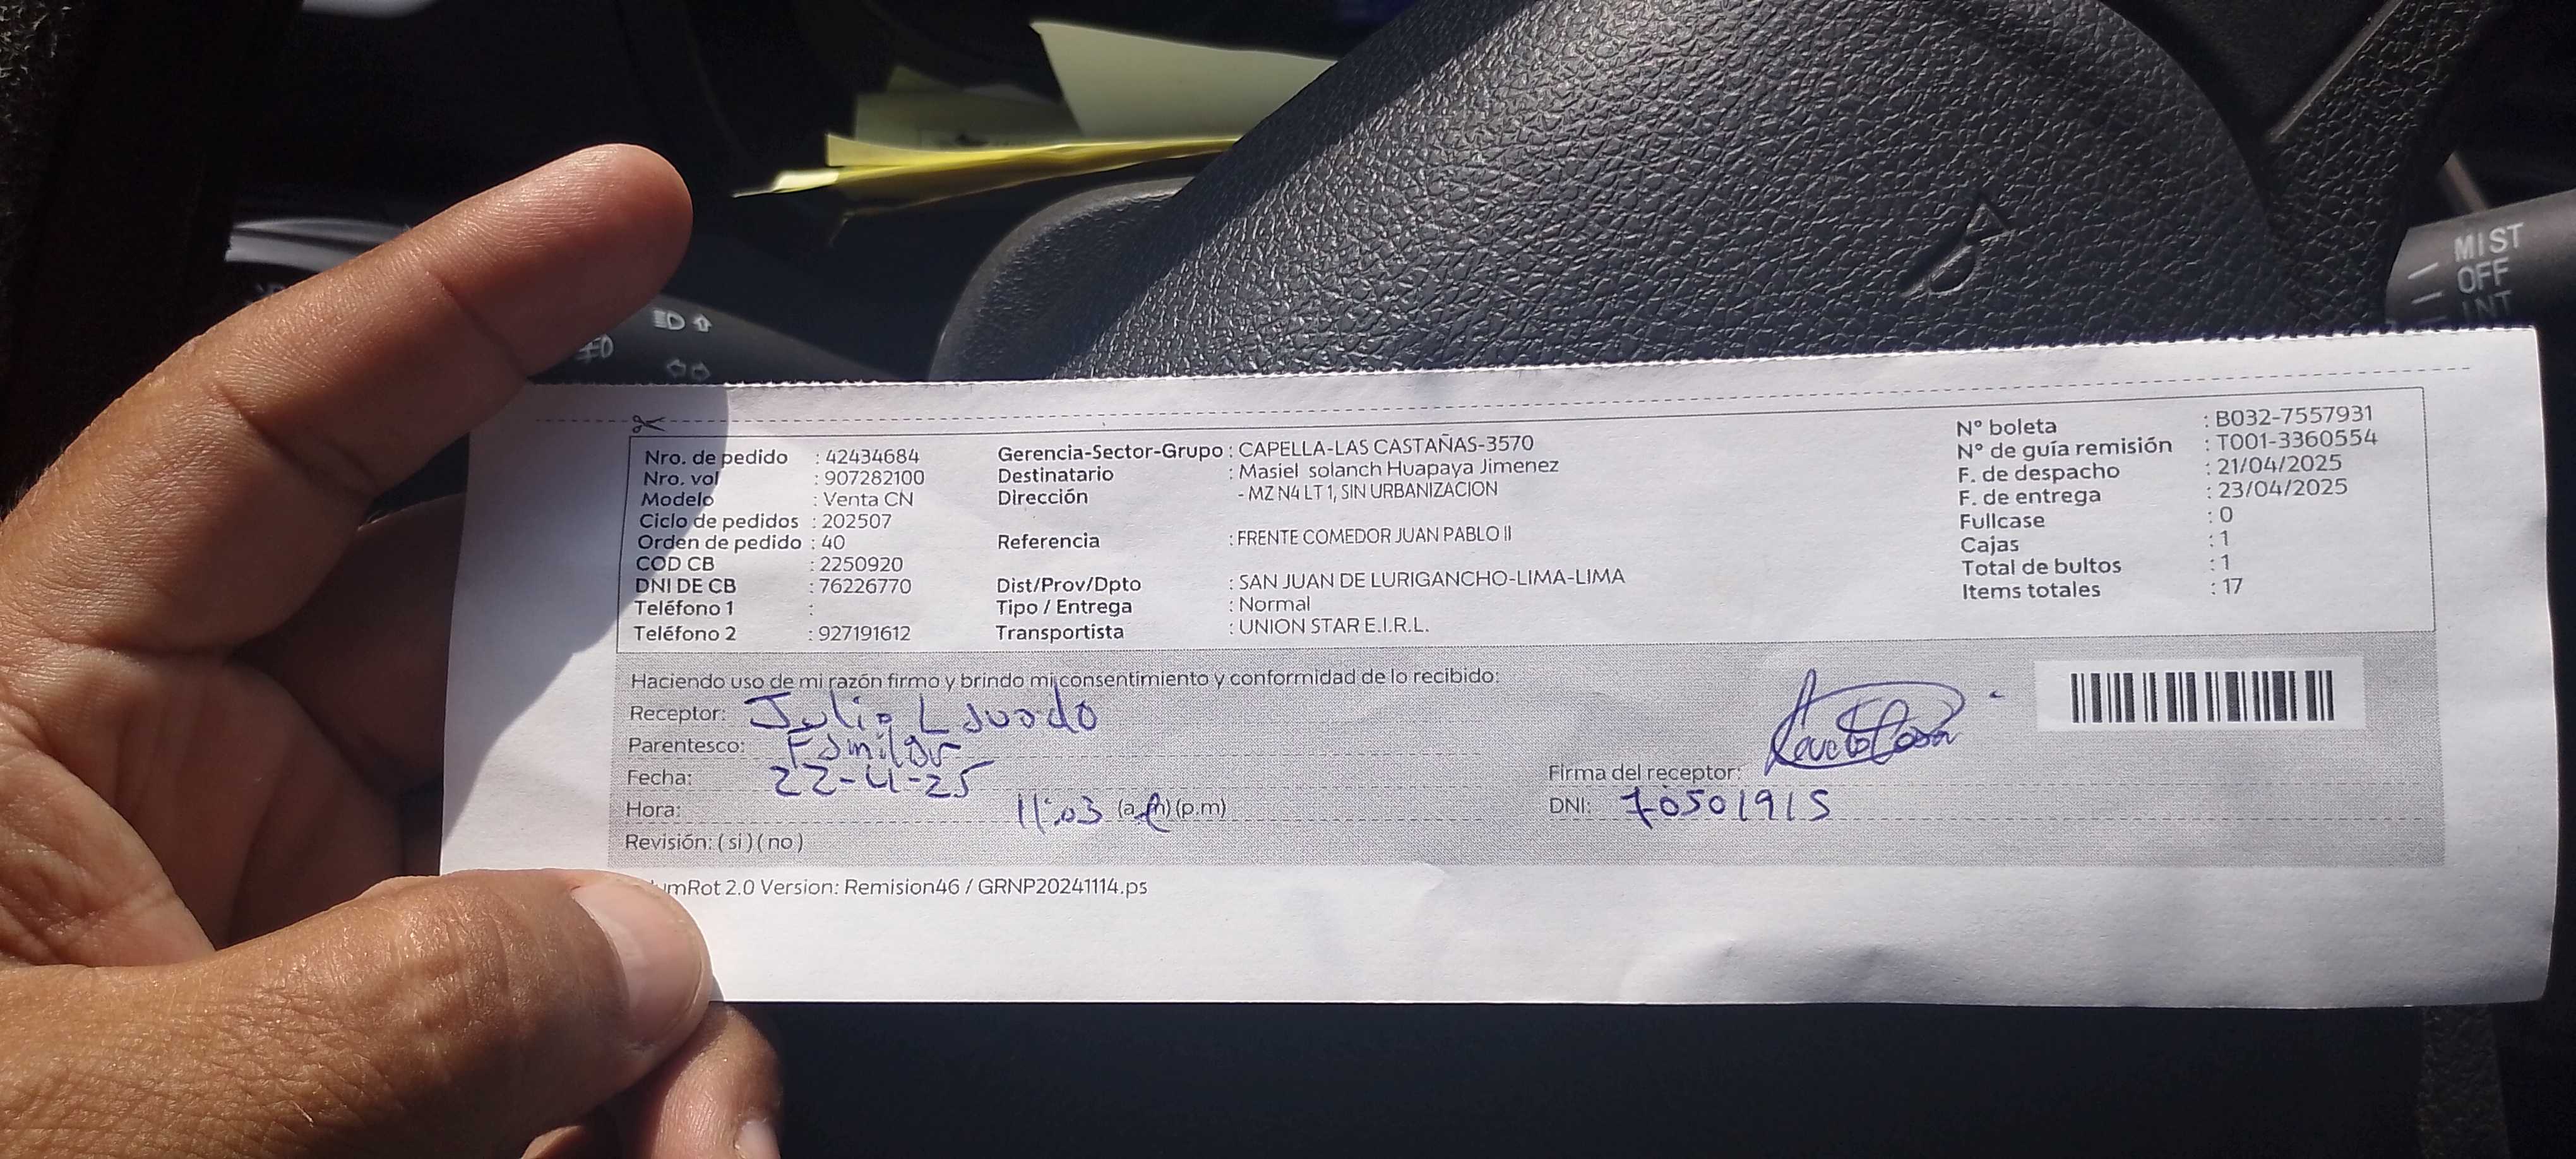 MIST
OFF
INT
Nro. de pedido : 42434684
Nro. vol : 907282100
Modelo : Venta CN
Ciclo de pedidos : 202507
Orden de pedido : 40
COD CB : 2250920
DNI DE CB : 76226770
Teléfono 1 :
Teléfono 2 : 927191612
Gerencia-Sector-Grupo : CAPELLA-LAS CASTAÑAS-3570
Destinatario : Masiel solanch Huapaya Jimenez
Dirección - MZ N4 LT 1, SIN URBANIZACION
Referencia : FRENTE COMEDOR JUAN PABLO II
Dist/Prov/Dpto : SAN JUAN DE LURIGANCHO-LIMA-LIMA
Tipo / Entrega : Normal
Transportista : UNION STAR E.I.R.L.
N° boleta : B032-7557931
N° de guía remisión : T001-3360554
F. de despacho : 21/04/2025
F. de entrega : 23/04/2025
Fullcase : 0
Cajas : 1
Total de bultos : 1
Items totales : 17
Haciendo uso de mi razón firmo y brindo mi consentimiento y conformidad de lo recibido:
Receptor: Julio
Parentesco: Familar
Fecha: 22-4-25
Hora: 11:03 (a.m) (p.m)
Revisión: ( si ) ( no )
Firma del receptor:
DNI: 70501915
umRot 2.0 Version: Remision46 / GRNP20241114.ps